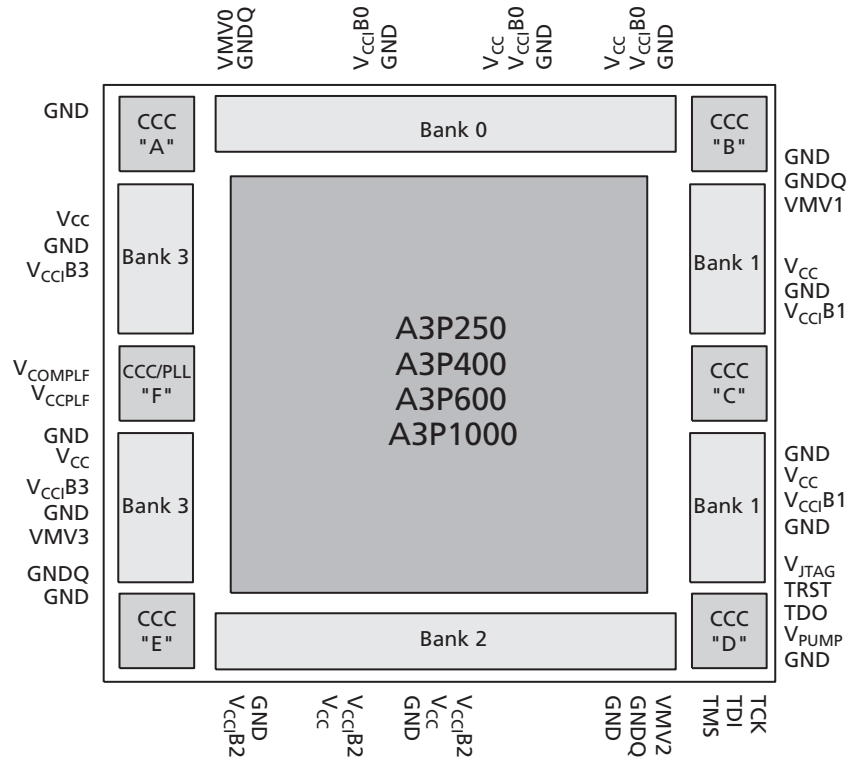 VMV0
GNDQ
VCCIB0
GND
VCC
VCCIB0
GND
VCC
VCCIB0
GND
GND
CCC
"A"
Bank 0
CCC
"B"
GND
GNDQ
VMV1
Vcc
GND
VCCIB3
Bank 3
Bank 1
VCC
GND
VCCIB1
A3P250
A3P400
A3P600
A3P1000
VCOMPLF
VCCPLF
CCC/PLL
"F"
CCC
"C"
GND
VCC
VCCIB3
GND
VMV3
Bank 3
Bank 1
GND
VCC
VCCIB1
GND
GNDQ
GND
VJTAG
TRST
TDO
VPUMP
GND
CCC
"E"
Bank 2
CCC
"D"
VCCIB2
GND
VCC
VCCIB2
GND
VCC
VCCIB2
GND
GNDQ
VMV2
TMS
TDI
TCK